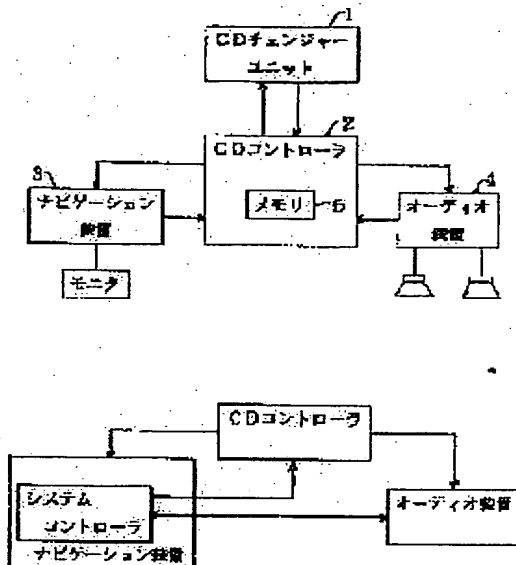 1
CDチェンジャー
ユニット
2
CDコントローラ
3
ナビゲーション
装置
メモリ
5
4
オーディオ
装置
モニタ
CDコントローラ
システム
コントローラ
ナビゲーション装置
オーディオ装置